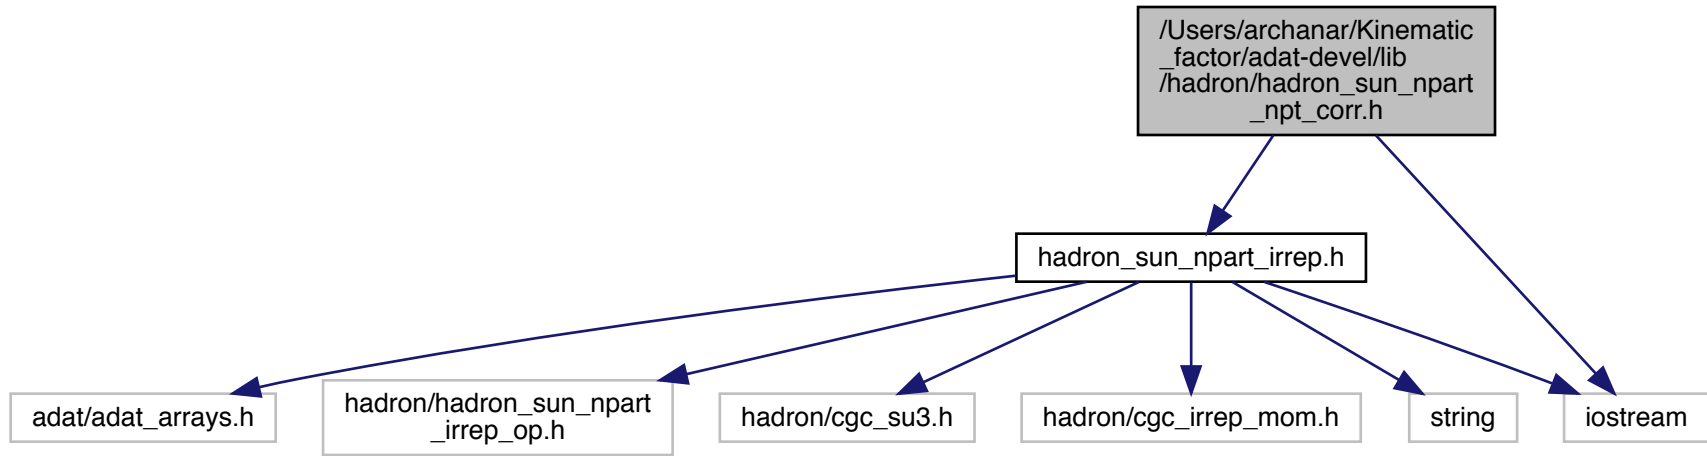 /Users/archanar/Kinematic
_factor/adat-devel/lib
/hadron/hadron_sun_npart
_npt_corr.h
hadron_sun_npart_irrep.h
adat/adat_arrays.h
hadron/hadron_sun_npart
_irrep_op.h
hadron/cgc_su3.h
hadron/cgc_irrep_mom.h
string
iostream